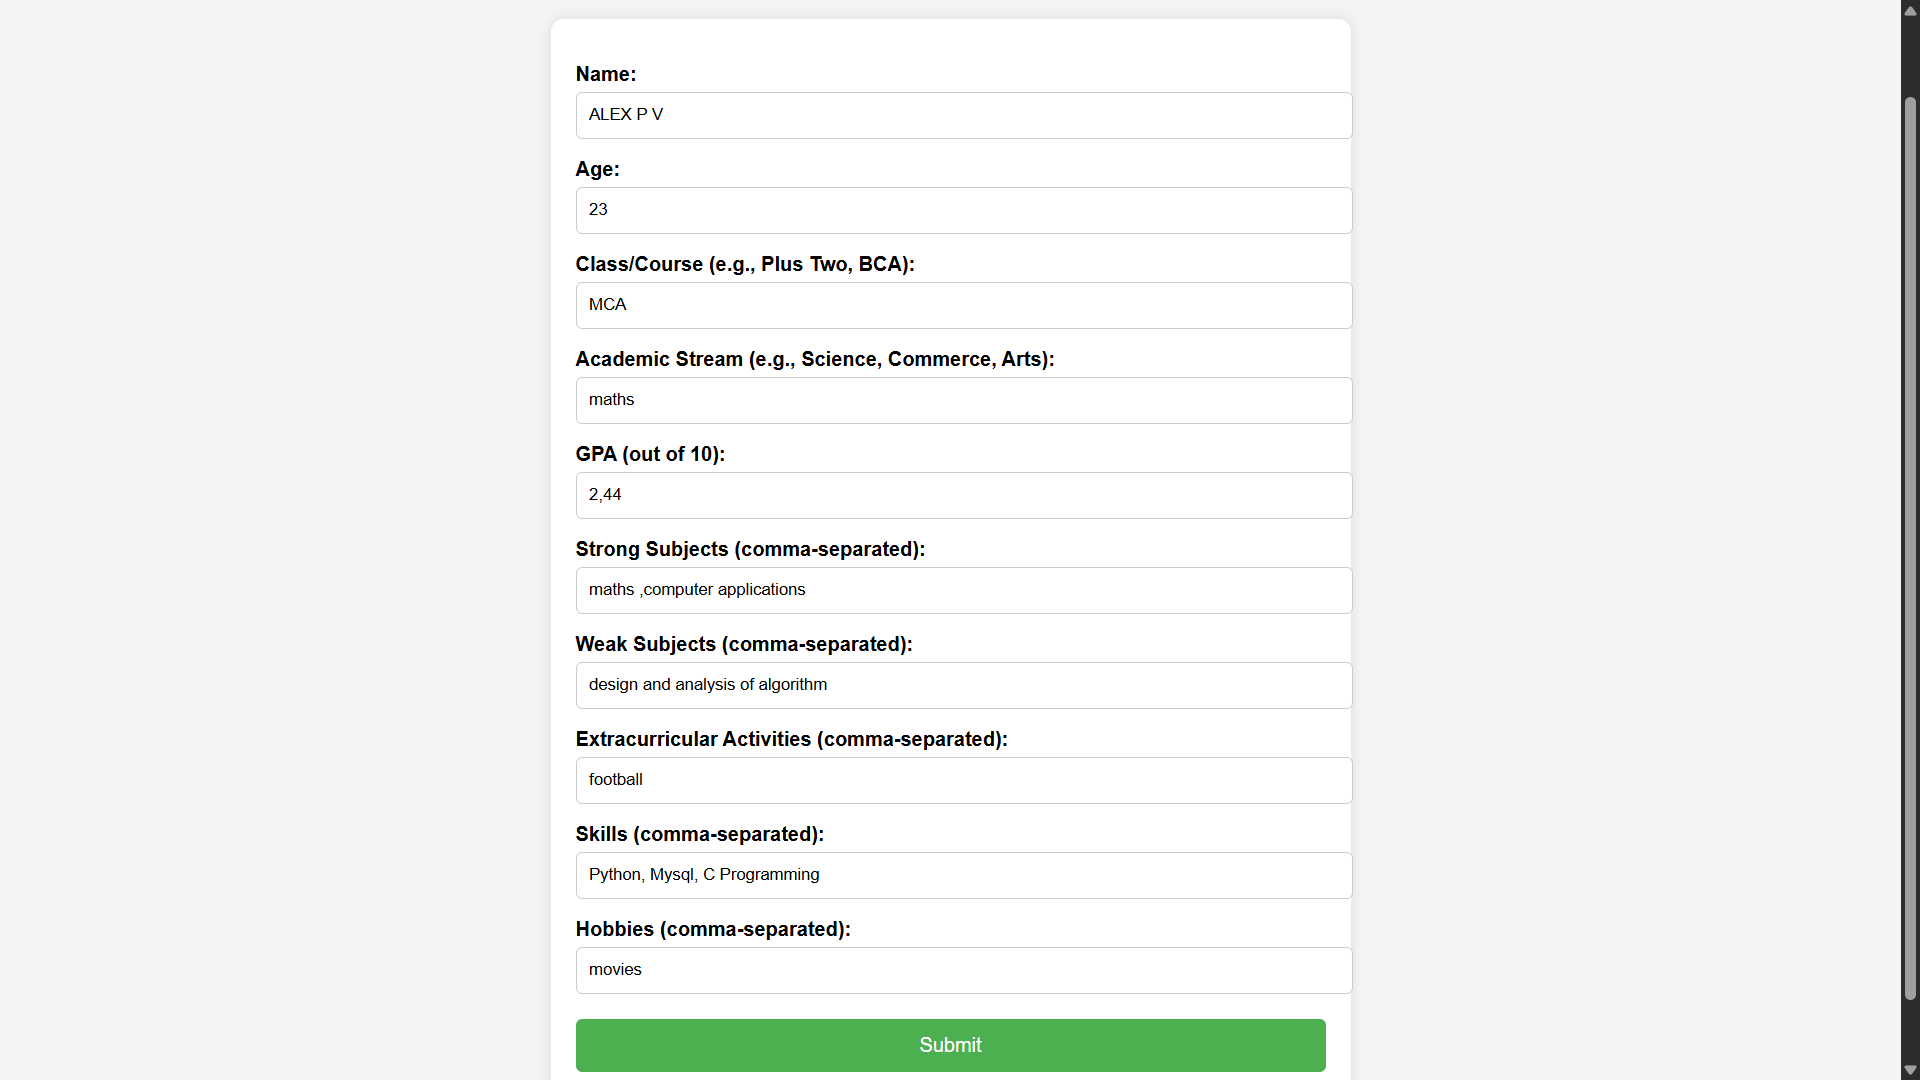 Name:
ALEX P V
Age:
23
Class/Course (e.g., Plus Two, BCA):
MCA
Academic Stream (e.g., Science, Commerce, Arts):
maths
GPA (out of 10):
2,44
Strong Subjects (comma-separated):
maths ,computer applications
Weak Subjects (comma-separated):
design and analysis of algorithm
Extracurricular Activities (comma-separated):
football
Skills (comma-separated):
Python, Mysql, C Programming
Hobbies (comma-separated):
movies
Submit